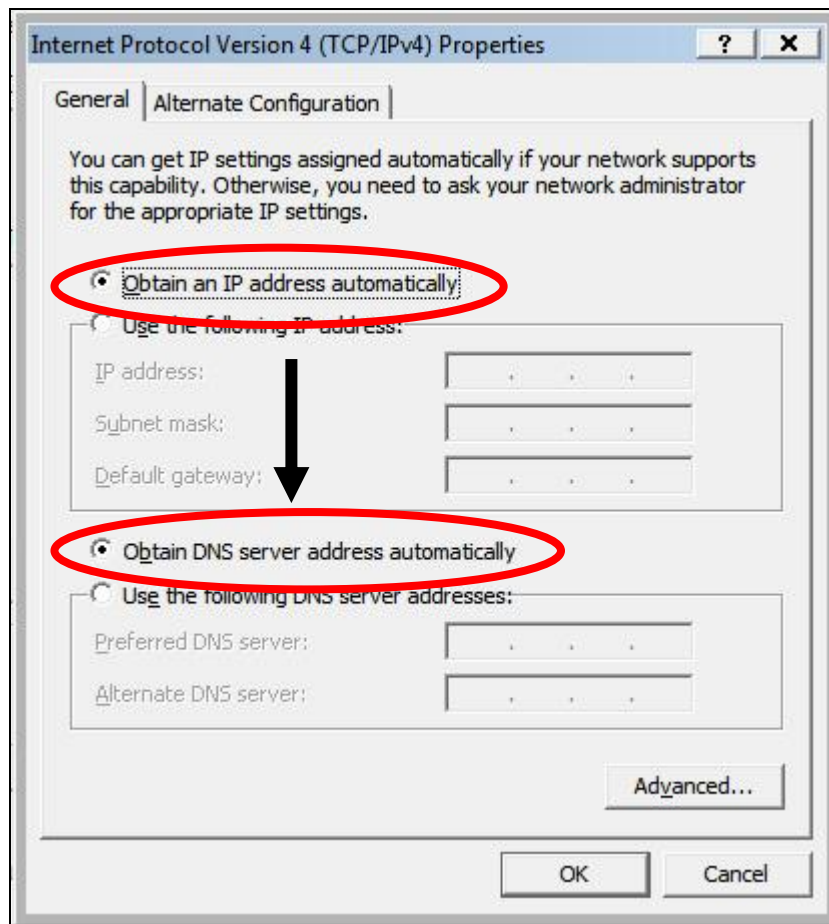 Internet Protocol Version 4 (TCP/IPv4) Properties
General
Alternate Configuration
You can get IP settings assigned automatically if your network supports
this capability. Otherwise, you need to ask your network administrator
for the appropriate IP settings.
Obtain an IP address automatically
Use the following IP address:
IP address:
Subnet mask:
Default gateway:
Obtain DNS server address automatically
Use the following DNS server addresses:
Preferred DNS server:
Alternate DNS server:
Advanced...
OK
Cancel